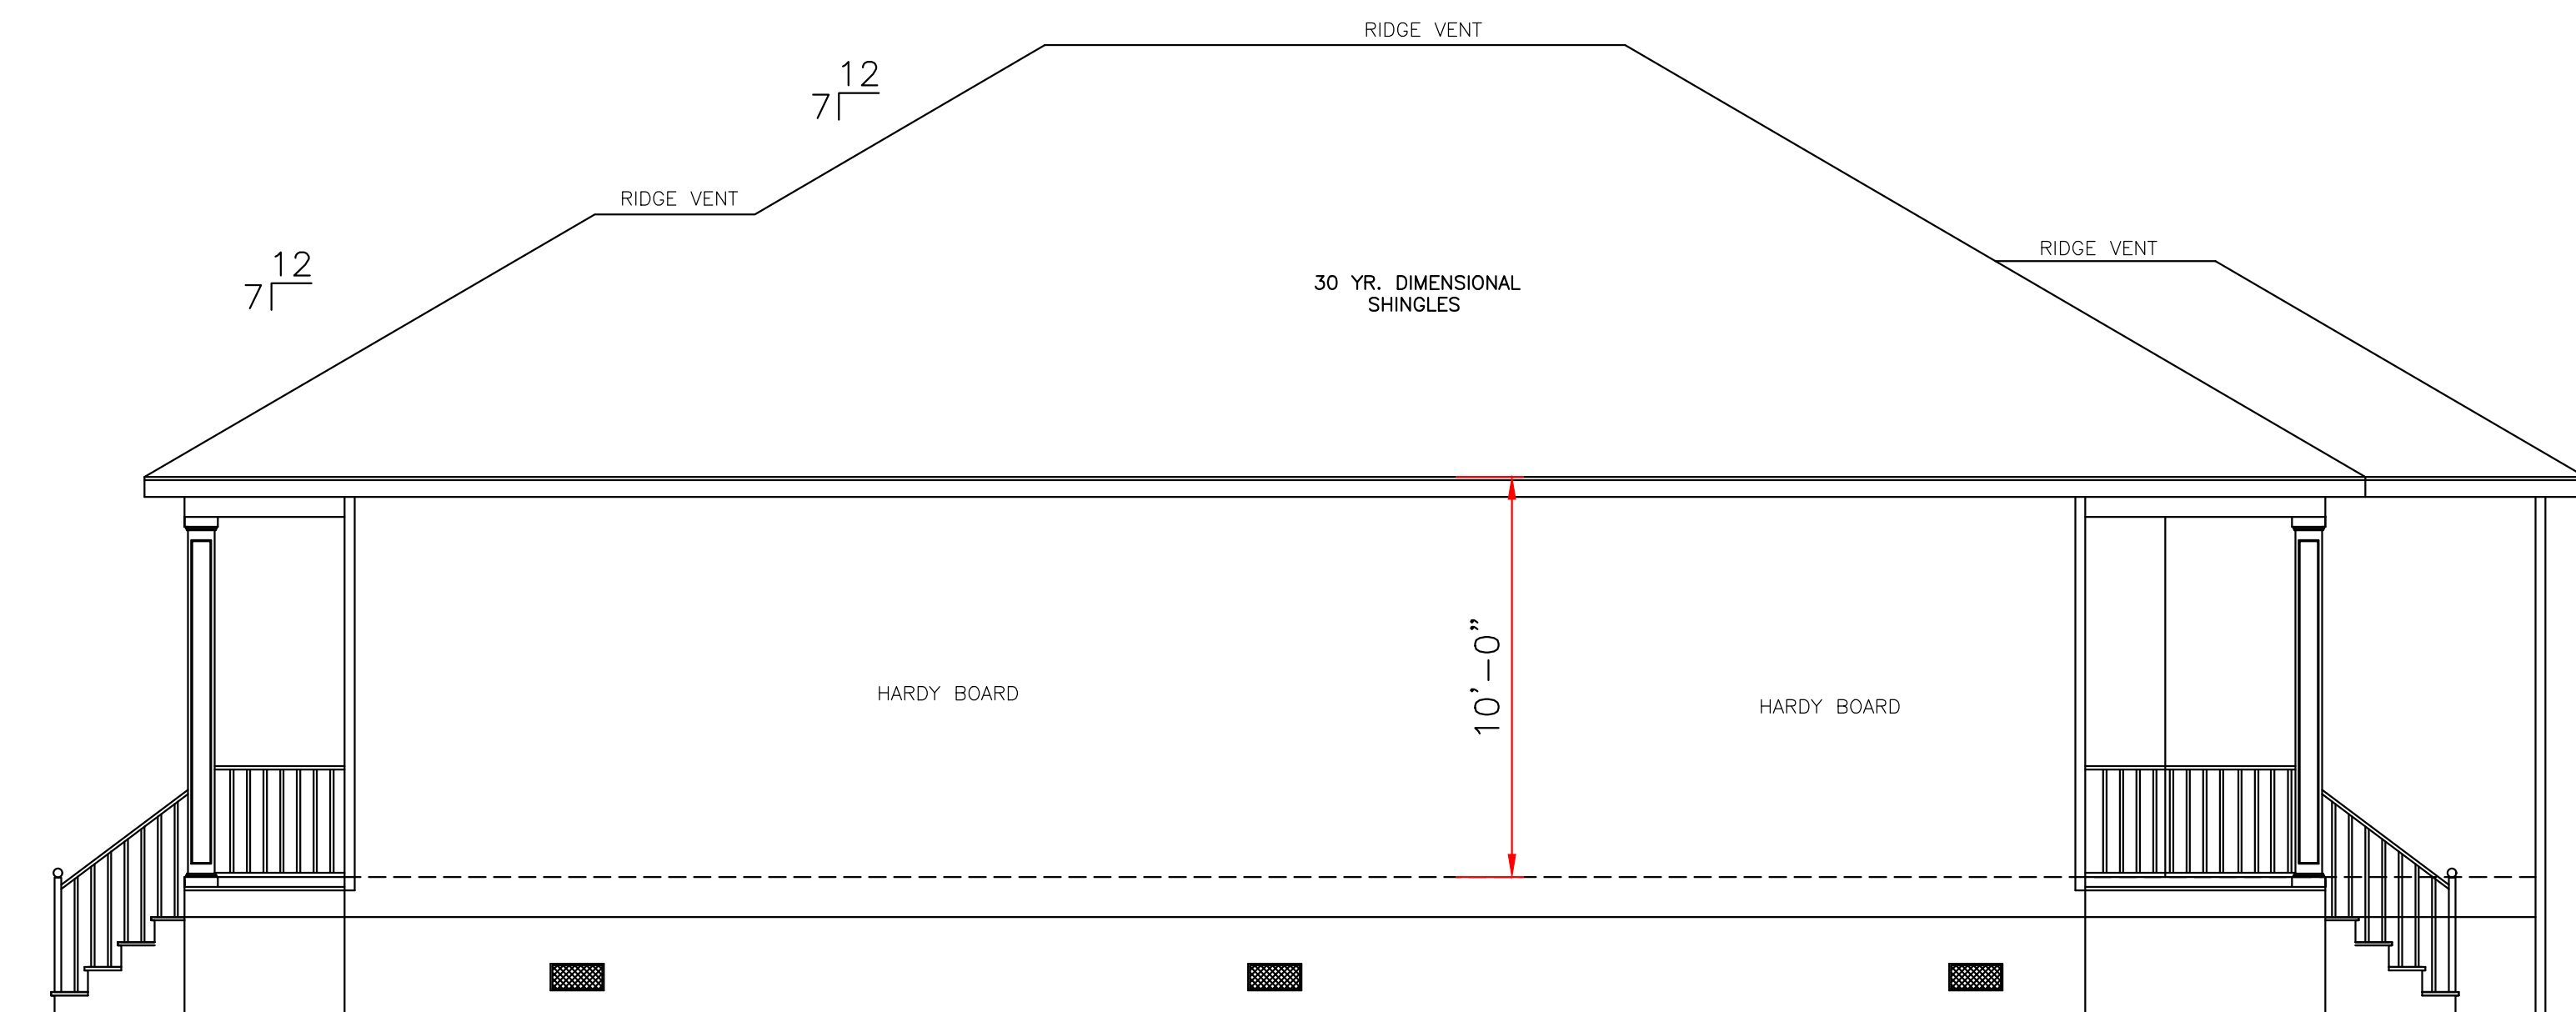 RIDGE VENT
12
7
RIDGE VENT
RIDGE VENT
12
7
30 YR. DIMENSIONAL
SHINGLES
10'-0"
HARDY BOARD
HARDY BOARD